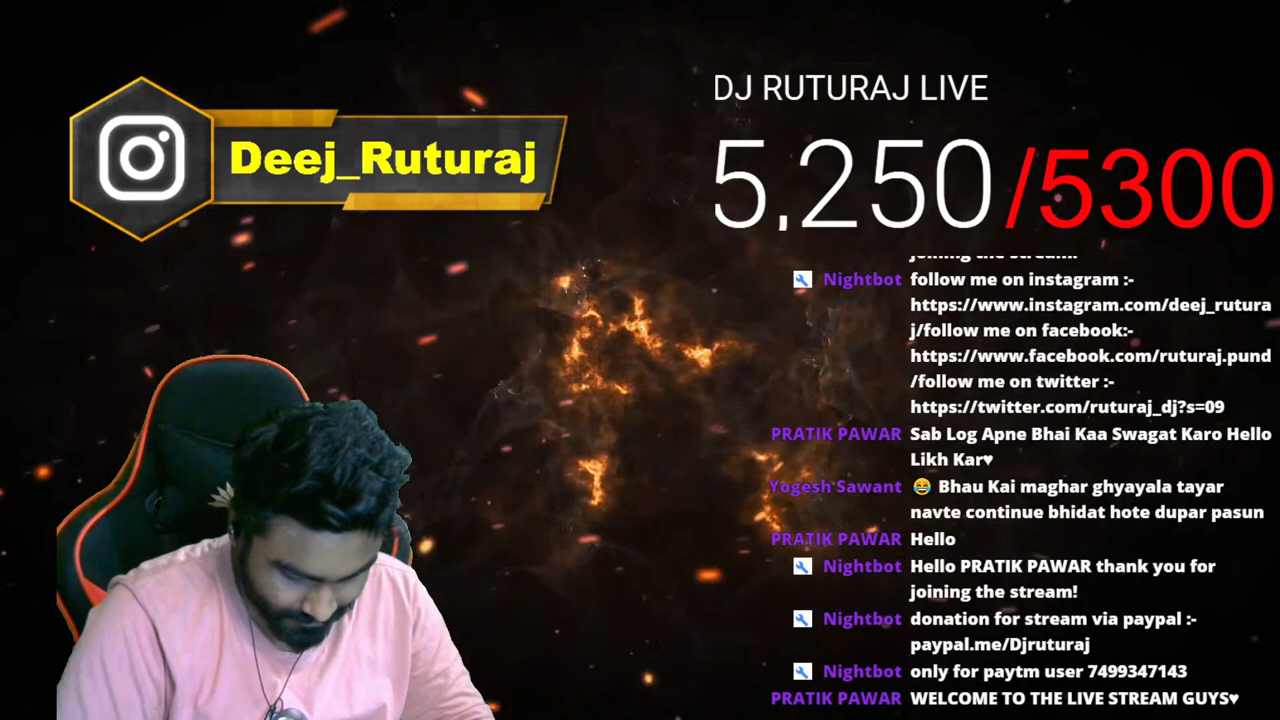 DJ RUTURAJ LIVE
Deej_Ruturaj
5,250/5300
joining the stream!
Nightbot follow me on instagram :-
https://www.instagram.com/deej_rutura
j/follow me on facebook:-
https://www.facebook.com/ruturaj.pund
/follow me on twitter :-
https://twitter.com/ruturaj_dj?s=09
PRATIK PAWAR Sab Log Apne Bhai Kaa Swagat Karo Hello
Likh Kar♥
Yogesh Sawant 😂 Bhau Kai maghar ghyayala tayar
navte continue bhidat hote dupar pasun
PRATIK PAWAR Hello
Nightbot Hello PRATIK PAWAR thank you for
joining the stream!
Nightbot donation for stream via paypal :-
paypal.me/Djruturaj
Nightbot only for paytm user 7499347143
PRATIK PAWAR WELCOME TO THE LIVE STREAM GUYS♥